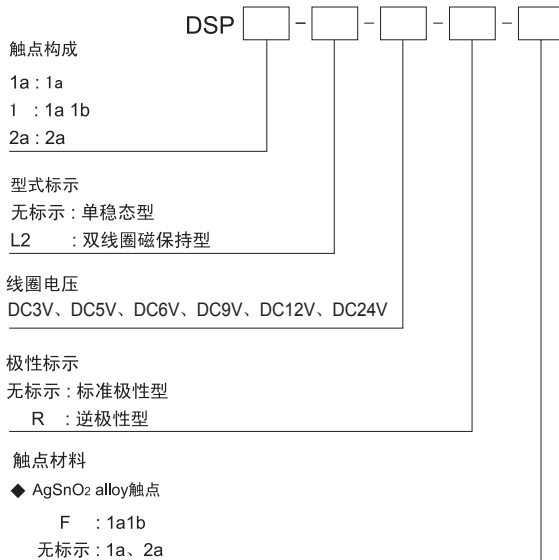 DSP - - - -
触点构成
1a : 1a
1 : 1a 1b
2a : 2a
型式标示
无标示 : 单稳态型
L2 : 双线圈磁保持型
线圈电压
DC3V、DC5V、DC6V、DC9V、DC12V、DC24V
极性标示
无标示 : 标准极性型
R : 逆极性型
触点材料
◆ AgSnO2 alloy触点
F : 1a1b
无标示 : 1a、2a